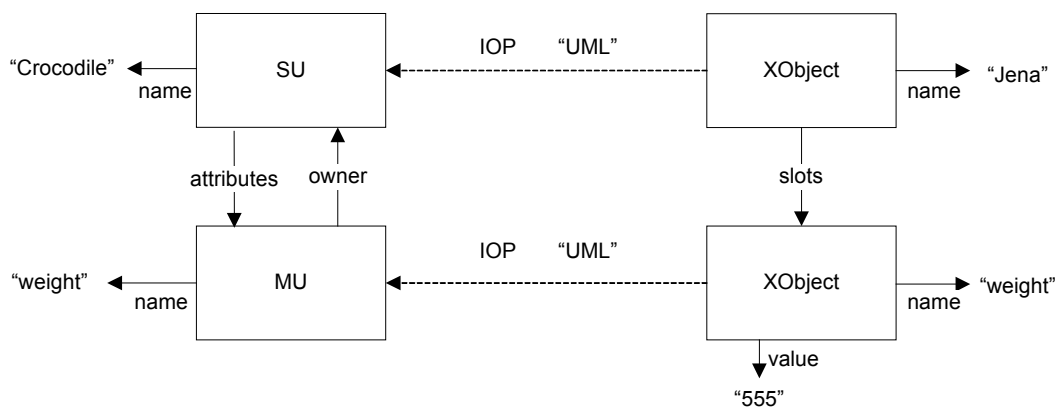 IOP “UML”
“Crocodile” SU XObject “Jena”
name name
attributes owner slots
IOP “UML”
“weight” MU XObject “weight”
name name
value
“555”